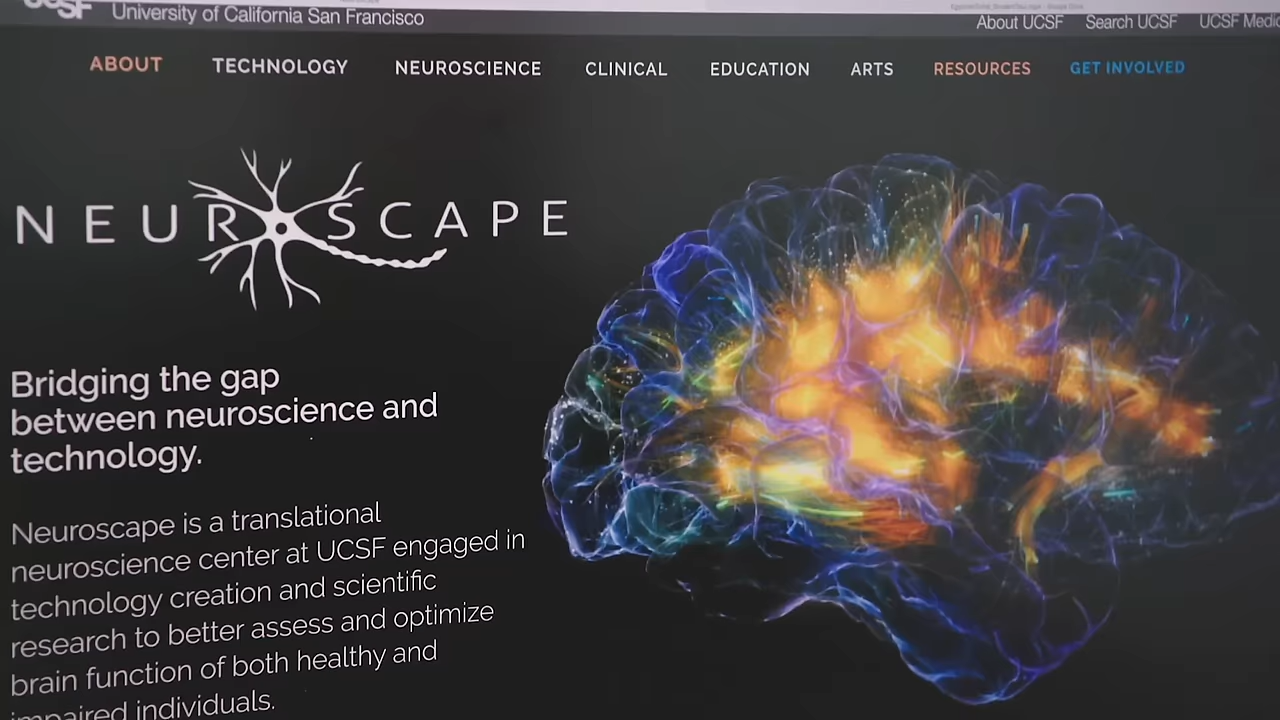 UCSF University of California San Francisco
About UCSF Search UCSF UCSF Medic
ABOUT TECHNOLOGY NEUROSCIENCE CLINICAL EDUCATION ARTS RESOURCES GET INVOLVED
NEUROSCAPE
Bridging the gap
between neuroscience and
technology.
Neuroscape is a translational
neuroscience center at UCSF engaged in
technology creation and scientific
research to better assess and optimize
brain function of both healthy and
impaired individuals.